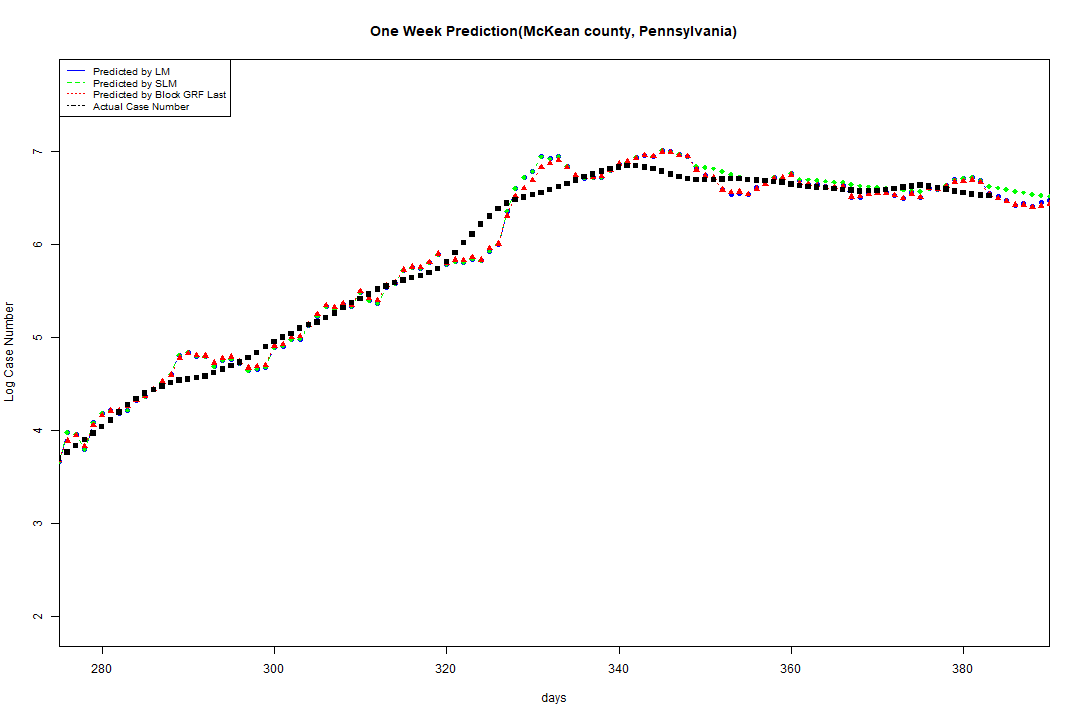 One Week Prediction(McKean county, Pennsylvania)
Predicted by LM
Predicted by SLM
Predicted by Block GRF Last
Actual Case Number
Log Case Number
7
6
5
4
3
2
280 300 320 340 360 380
days